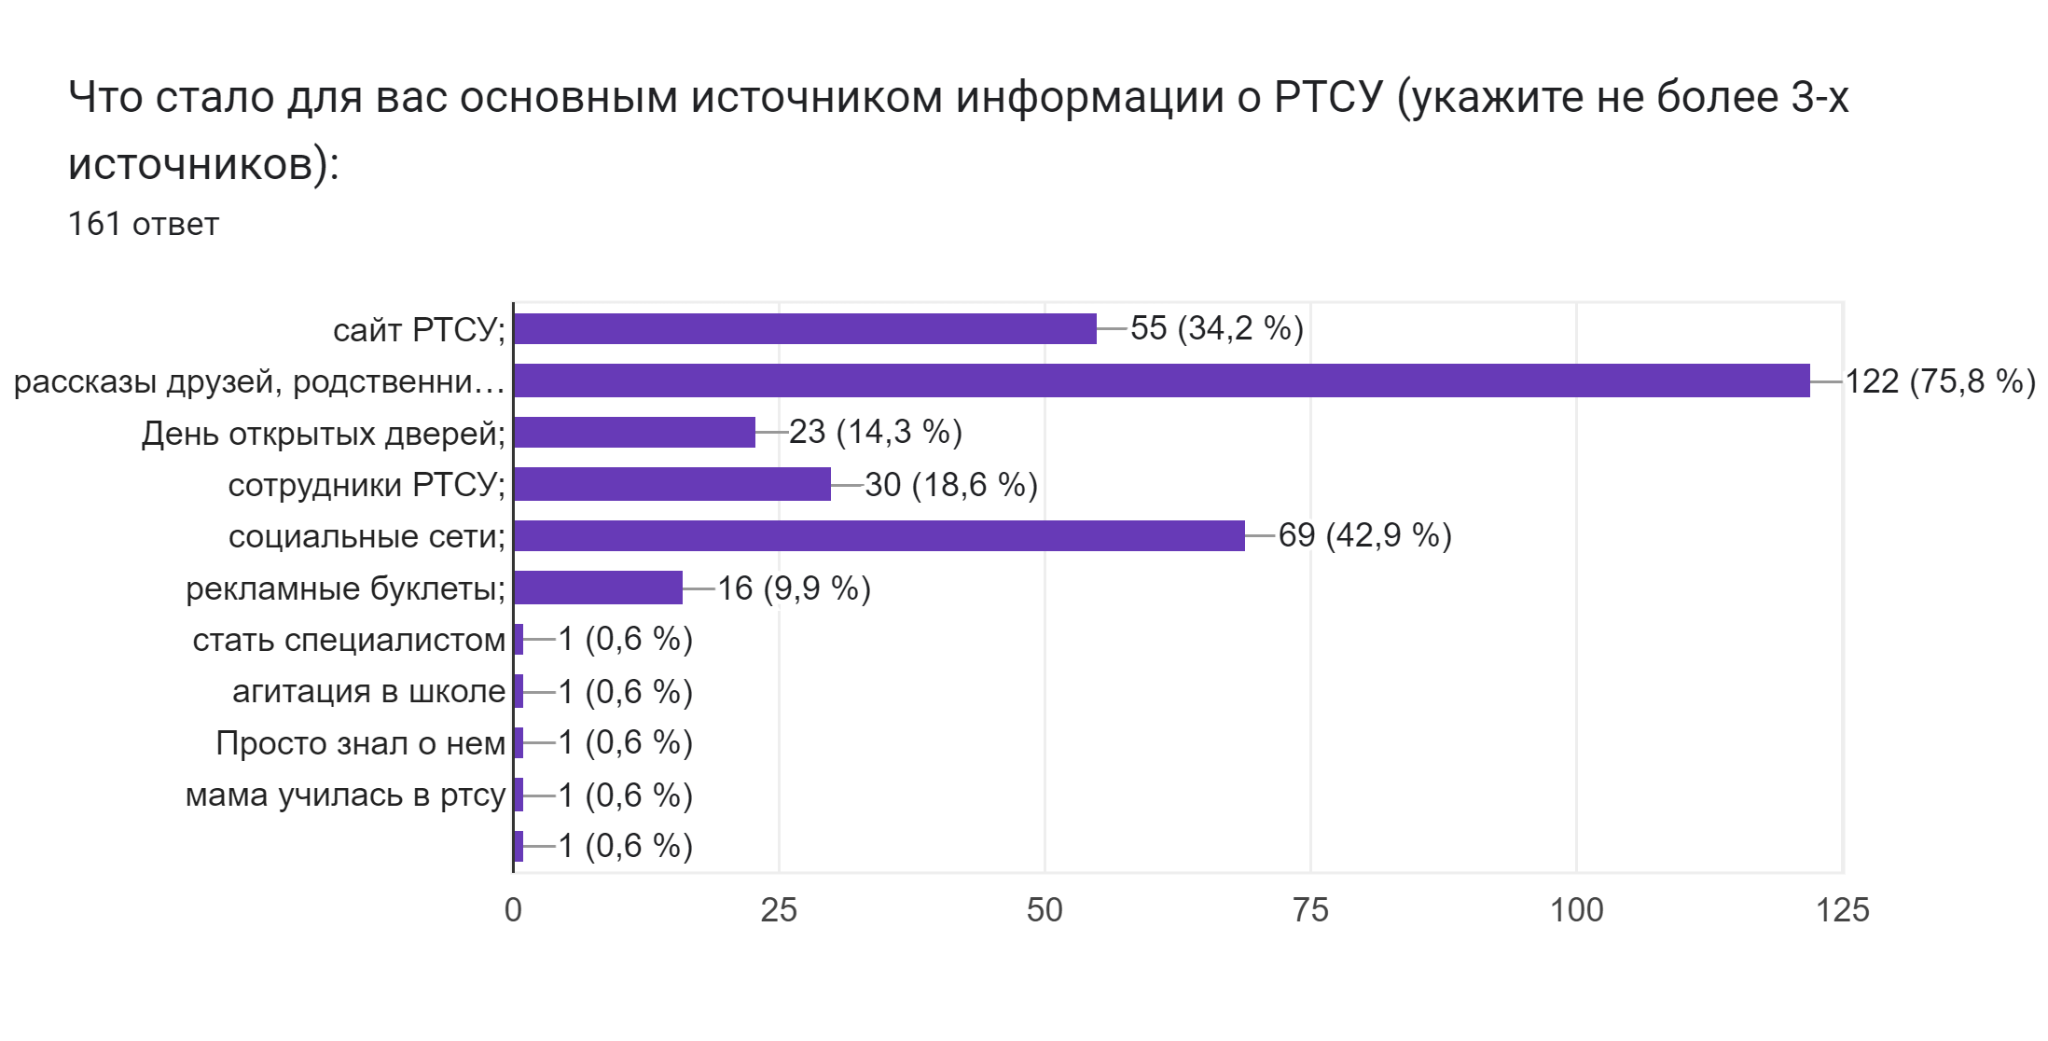 Что стало для вас основным источником информации о РТСУ (укажите не более 3-х
источников):
161 ответ
сайт РТСУ; 55 (34,2 %)
рассказы друзей, родственни… 122 (75,8 %)
День открытых дверей; 23 (14,3 %)
сотрудники РТСУ; 30 (18,6 %)
социальные сети; 69 (42,9 %)
рекламные буклеты; 16 (9,9 %)
стать специалистом 1 (0,6 %)
агитация в школе 1 (0,6 %)
Просто знал о нем 1 (0,6 %)
мама училась в ртсу 1 (0,6 %)
1 (0,6 %)
0 25 50 75 100 125